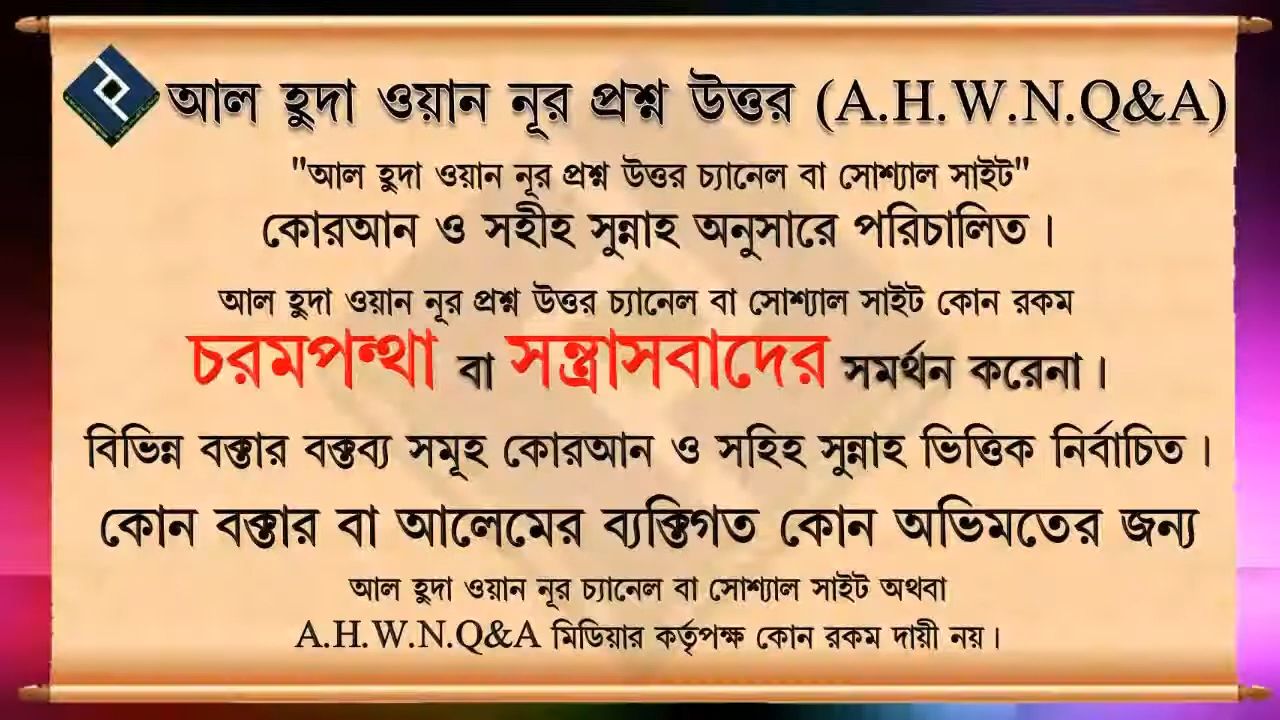 আল হুদা ওয়ান নূর প্রশ্ন উত্তর (A.H.W.N.Q&A)
"আল হুদা ওয়ান নূর প্রশ্ন উত্তর চ্যানেল বা সোশ্যাল সাইট"
কোরআন ও সহীহ সুন্নাহ অনুসারে পরিচালিত।
আল হুদা ওয়ান নূর প্রশ্ন উত্তর চ্যানেল বা সোশ্যাল সাইট কোন রকম
চরমপন্থা বা সন্ত্রাসবাদের সমর্থন করেনা।
বিভিন্ন বক্তার বক্তব্য সমূহ কোরআন ও সহিহ সুন্নাহ ভিত্তিক নির্বাচিত।
কোন বক্তার বা আলেমের ব্যক্তিগত কোন অভিমতের জন্য
আল হুদা ওয়ান নূর চ্যানেল বা সোশ্যাল সাইট অথবা
A.H.W.N.Q&A মিডিয়ার কর্তৃপক্ষ কোন রকম দায়ী নয়।